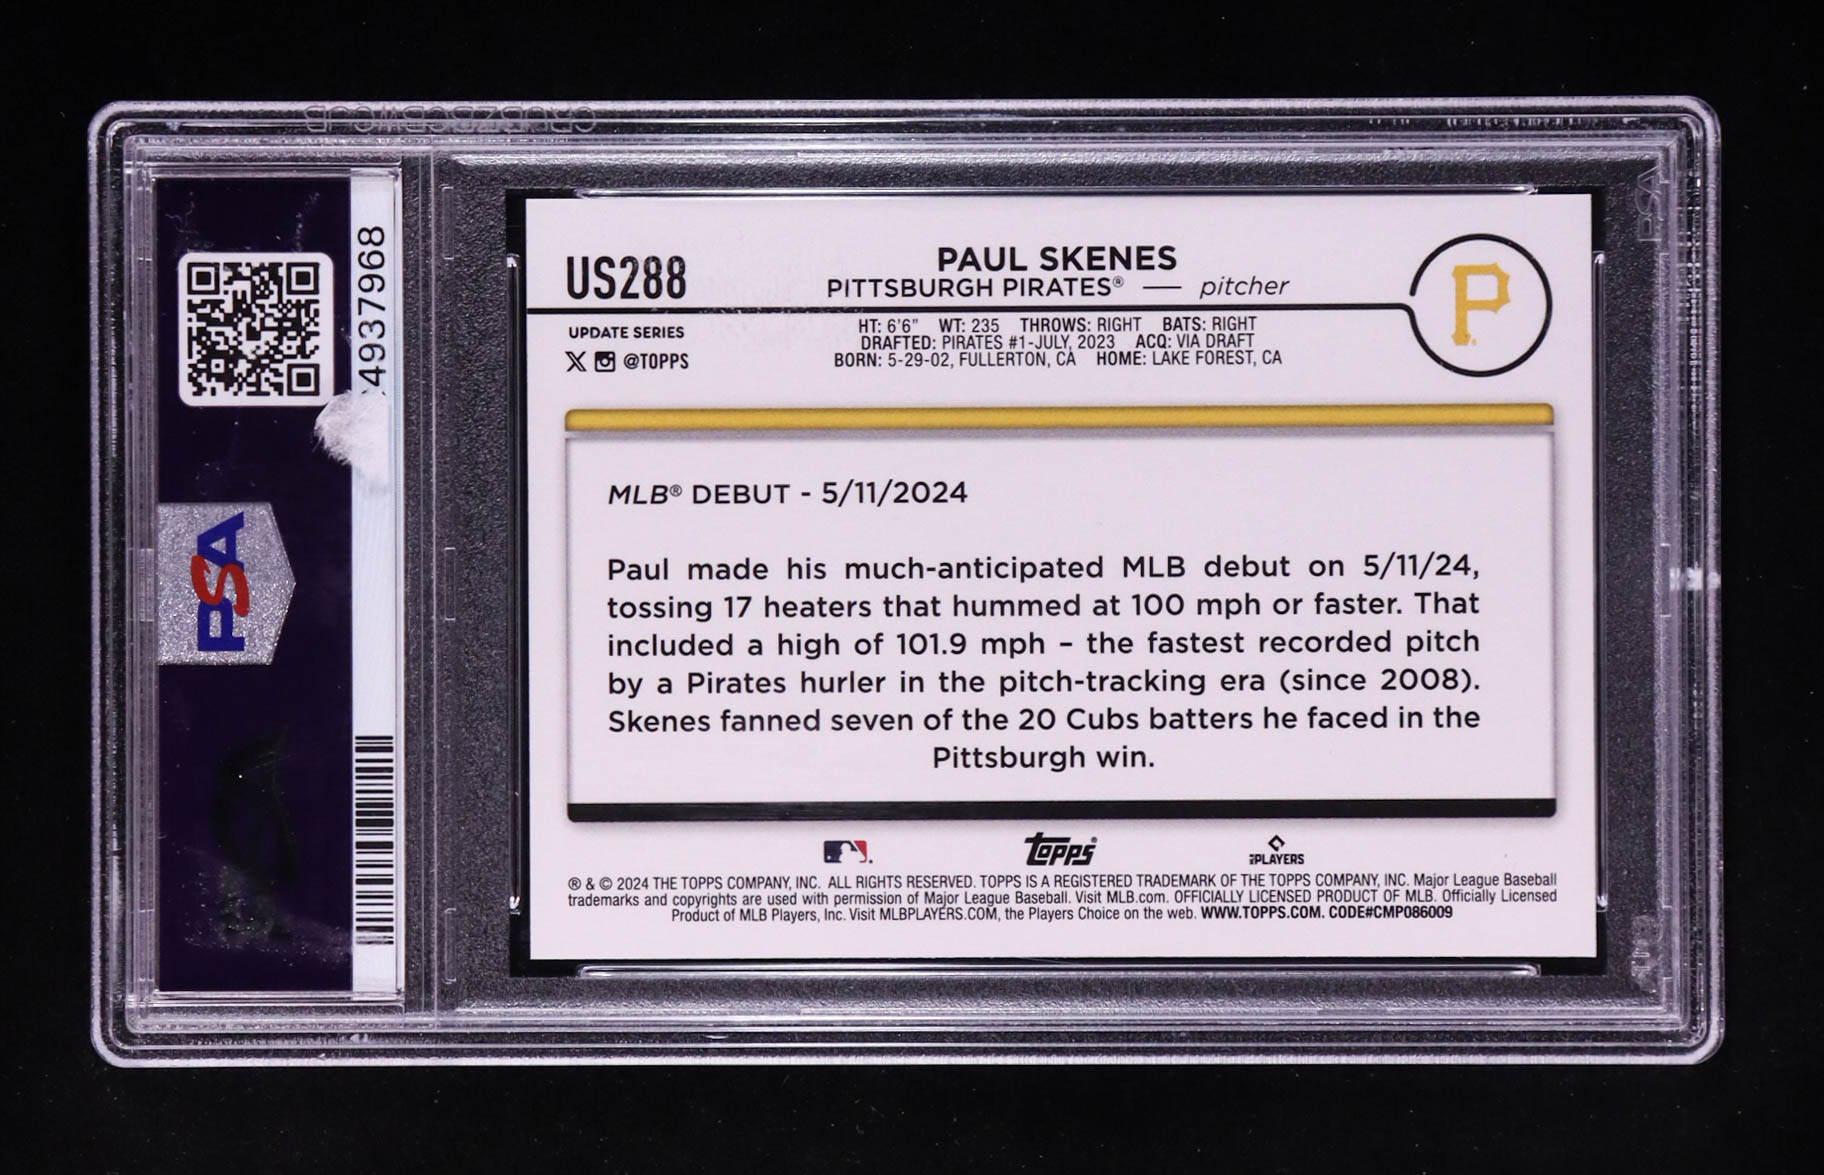 4937968
PSA
US288
PAUL SKENES
PITTSBURGH PIRATES® — pitcher
UPDATE SERIES
@TOPPS
HT: 6'6" WT: 235 THROWS: RIGHT BATS: RIGHT
DRAFTED: PIRATES #1-JULY, 2023 ACQ: VIA DRAFT
BORN: 5-29-02, FULLERTON, CA HOME: LAKE FOREST, CA
P
MLB® DEBUT - 5/11/2024
Paul made his much-anticipated MLB debut on 5/11/24,
tossing 17 heaters that hummed at 100 mph or faster. That
included a high of 101.9 mph – the fastest recorded pitch
by a Pirates hurler in the pitch-tracking era (since 2008).
Skenes fanned seven of the 20 Cubs batters he faced in the
Pittsburgh win.
topps®
MLB PLAYERS
® & © 2024 THE TOPPS COMPANY, INC. ALL RIGHTS RESERVED. TOPPS IS A REGISTERED TRADEMARK OF THE TOPPS COMPANY, INC. Major League Baseball
trademarks and copyrights are used with permission of Major League Baseball. Visit MLB.com. OFFICIALLY LICENSED PRODUCT OF MLB. Officially Licensed
Product of MLB Players, Inc. Visit MLBPLAYERS.COM, the Players Choice on the web. WWW.TOPPS.COM. CODE#CMP086009